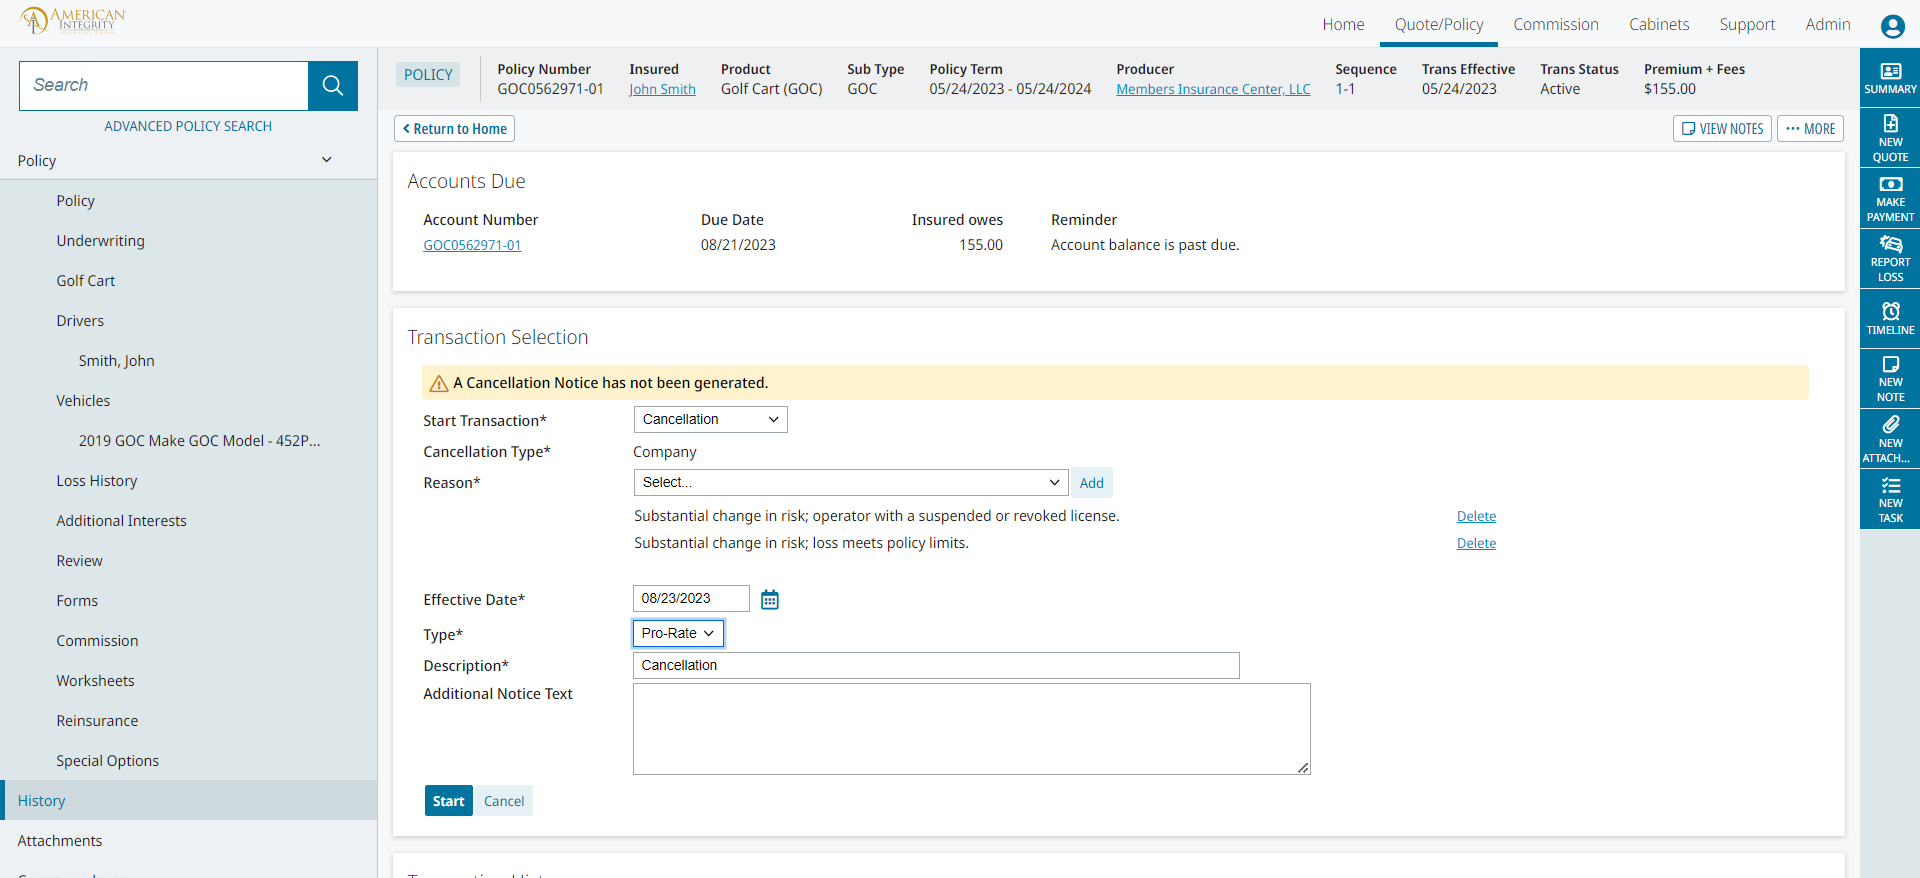 AMERICAN
INTEGRITY
Home Quote/Policy Commission Cabinets Support Admin
Search
ADVANCED POLICY SEARCH
Policy
Policy
Underwriting
Golf Cart
Drivers
Smith, John
Vehicles
2019 GOC Make GOC Model - 452P...
Loss History
Additional Interests
Review
Forms
Commission
Worksheets
Reinsurance
Special Options
History
Attachments
POLICY
Policy Number Insured Product Sub Type Policy Term Producer Sequence Trans Effective Trans Status Premium + Fees
GOC0562971-01 John Smith Golf Cart (GOC) GOC 05/24/2023 - 05/24/2024 Members Insurance Center, LLC 1-1 05/24/2023 Active $155.00
Return to Home
VIEW NOTES
MORE
Accounts Due
Account Number Due Date Insured owes Reminder
GOC0562971-01 08/21/2023 155.00 Account balance is past due.
Transaction Selection
A Cancellation Notice has not been generated.
Start Transaction* Cancellation
Cancellation Type* Company
Reason* Select... Add
Substantial change in risk; operator with a suspended or revoked license. Delete
Substantial change in risk; loss meets policy limits. Delete
Effective Date* 08/23/2023
Type* Pro-Rate
Description* Cancellation
Additional Notice Text
Start Cancel
SUMMARY
NEW
QUOTE
MAKE
PAYMENT
REPORT
LOSS
TIMELINE
NEW
NOTE
NEW
ATTACH...
NEW
TASK